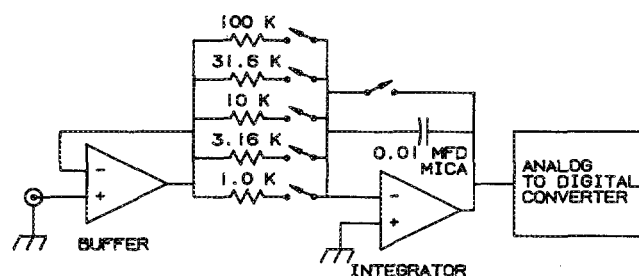 100 K
31.6 K
10 K
3.16 K
1.0 K
0.01 MFD
MICA
-
+
BUFFER
-
+
INTEGRATOR
ANALOG
TO DIGITAL
CONVERTER